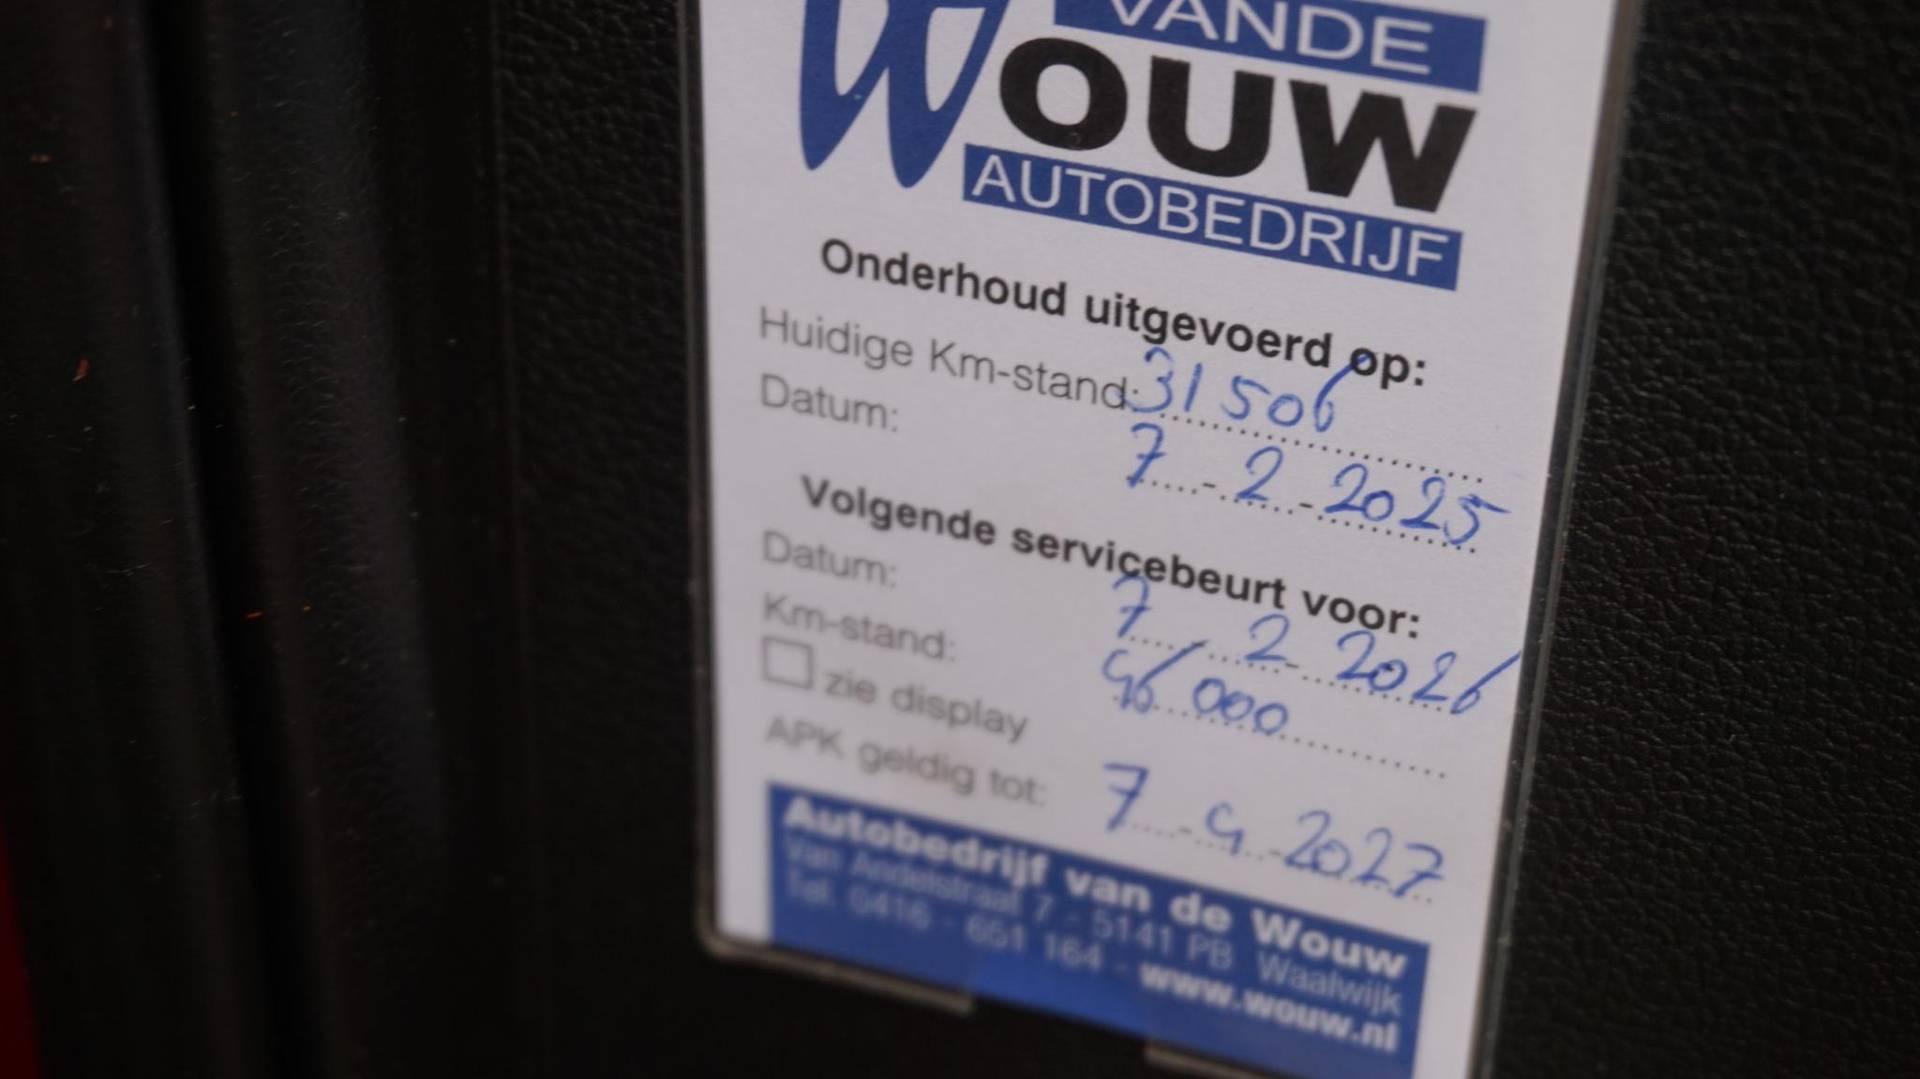 VANDE
WOUW
AUTOBEDRIJF
Onderhoud uitgevoerd op:
Huidige Km-stand: 31506
Datum: 7 - 2 - 2025
Volgende servicebeurt voor:
Datum: 7 - 2 - 2026
Km-stand: 46 000
zie display
APK geldig tot: 7 - 4 - 2027
Autobedrijf van de Wouw
Van Andelstraat 7 - 5141 PB Waalwijk
Tel. 0416 - 651 164 - www.wouw.nl